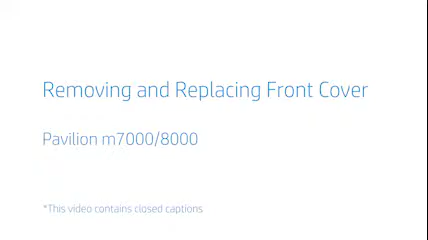 Removing and Replacing Front Cover
Pavilion m7000/8000
*This video contains closed captions